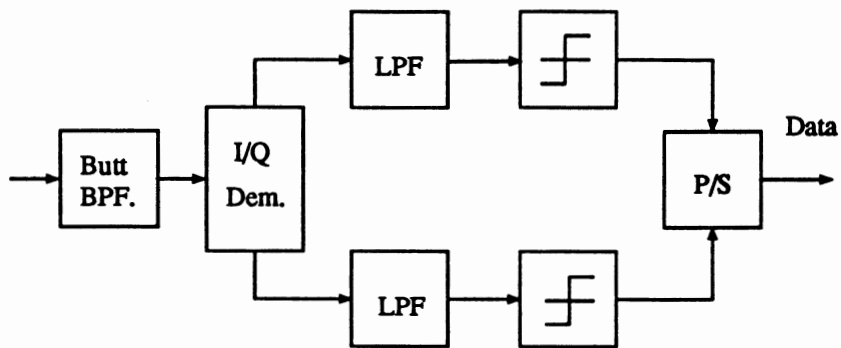 LPF
Butt
BPF.
I/Q
Dem.
Data
P/S
LPF